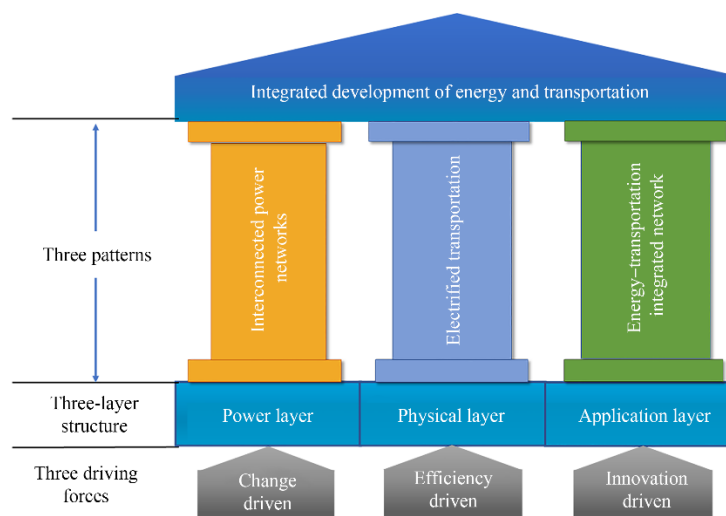 Integrated development of energy and transportation
Three patterns
Interconnected power
networks
Electrified transportation
Energy–transportation
integrated network
Three-layer
structure
Power layer
Physical layer
Application layer
Three driving
forces
Change
driven
Efficiency
driven
Innovation
driven